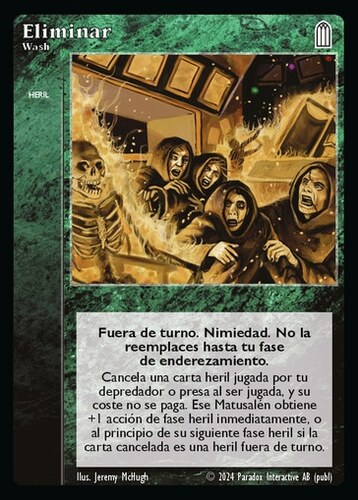 Eliminar
Wash
HERIL
Fuera de turno. Nimiedad. No la
reemplaces hasta tu fase
de enderezamiento.
Cancela una carta heril jugada por tu
depredador o presa al ser jugada, y su
coste no se paga. Ese Matusalén obtiene
+1 acción de fase heril inmediatamente, o
al principio de su siguiente fase heril si la
carta cancelada es una heril fuera de turno.
Ilus. Jeremy McHugh
© 2024 Paradox Interactive AB (publ)